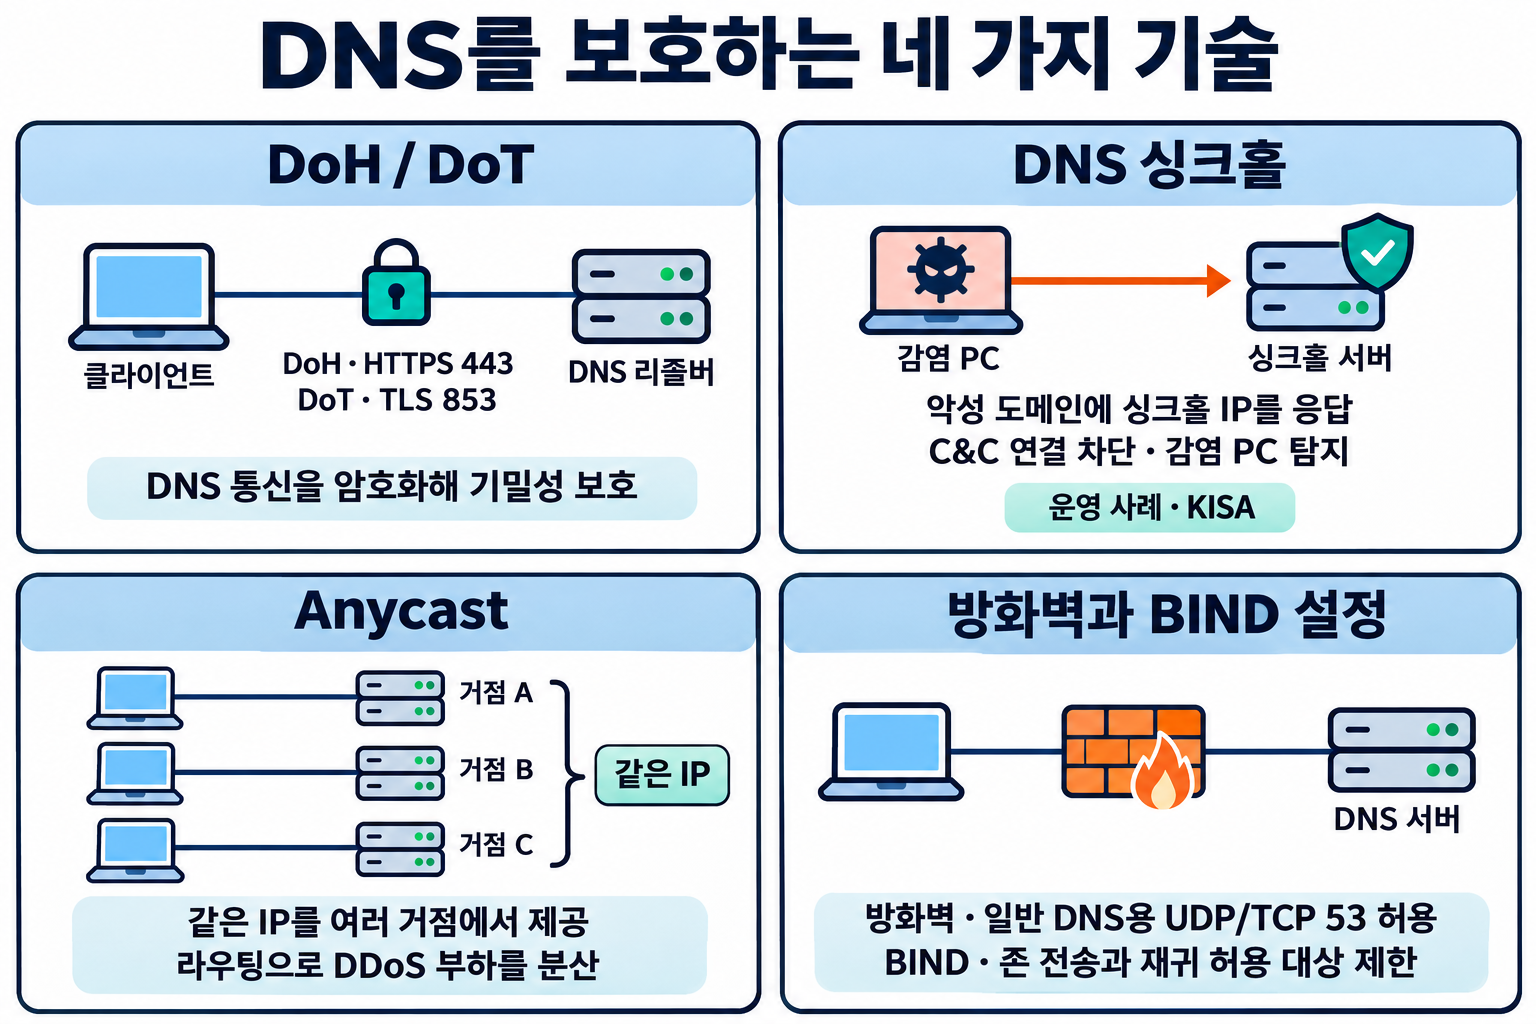 DNS를 보호하는 네 가지 기술
DoH / DoT
클라이언트
DoH · HTTPS 443
DoT · TLS 853
DNS 리졸버
DNS 통신을 암호화해 기밀성 보호
DNS 싱크홀
감염 PC
싱크홀 서버
악성 도메인에 싱크홀 IP를 응답
C&C 연결 차단 · 감염 PC 탐지
운영 사례 · KISA
Anycast
거점 A
거점 B
거점 C
같은 IP
같은 IP를 여러 거점에서 제공
라우팅으로 DDoS 부하를 분산
방화벽과 BIND 설정
DNS 서버
방화벽 · 일반 DNS용 UDP/TCP 53 허용
BIND · 존 전송과 재귀 허용 대상 제한